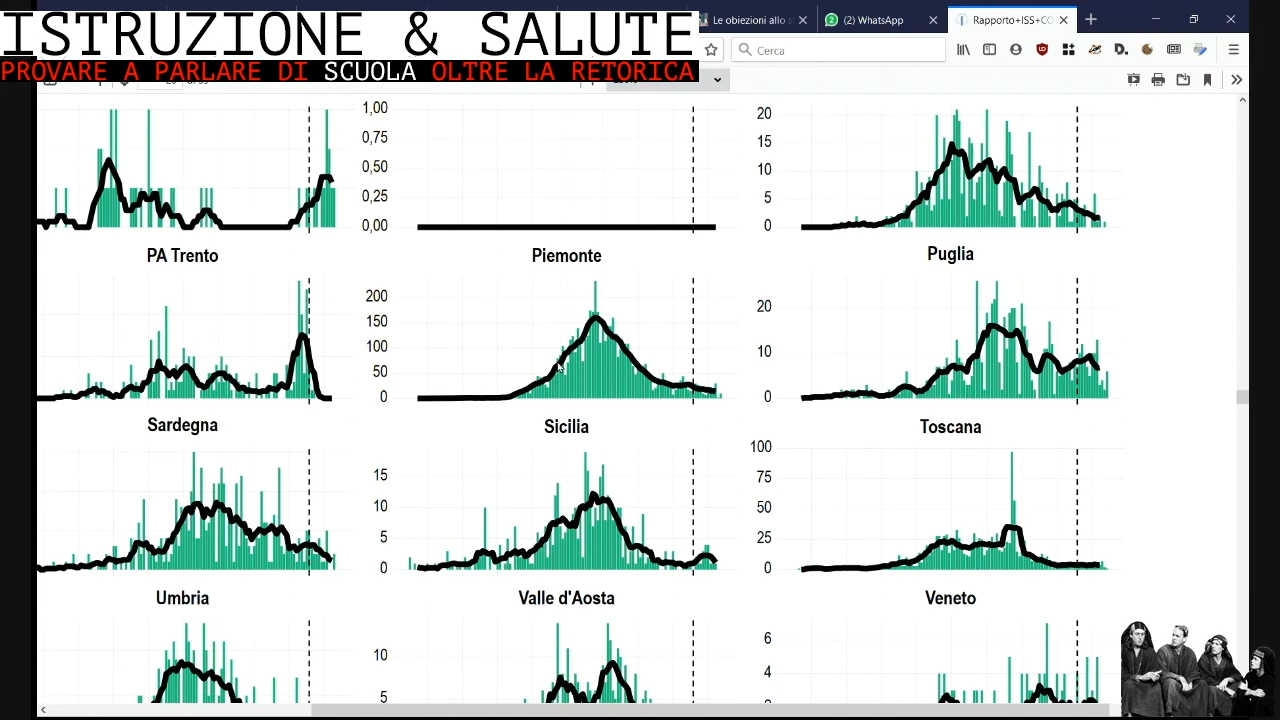 ISTRUZIONE & SALUTE
PROVARE A PARLARE DI SCUOLA OLTRE LA RETORICA
Le obiezioni allo s
(2) WhatsApp
Rapporto+ISS+CO
Cerca
1,00
0,75
0,50
0,25
0,00
20
15
10
5
0
PA Trento
Piemonte
Puglia
200
150
100
50
0
20
10
0
Sardegna
Sicilia
Toscana
15
10
5
0
100
75
50
25
0
Umbria
Valle d'Aosta
Veneto
10
5
6
4